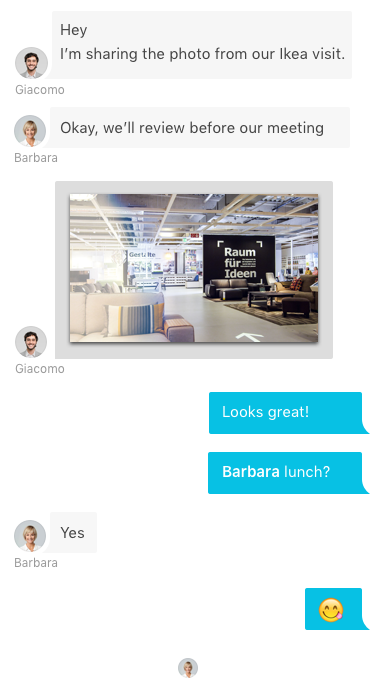 Hey
I’m sharing the photo from our Ikea visit.
Giacomo
Okay, we’ll review before our meeting
Barbara
Raum
für
Ideen
Giacomo
Looks great!
Barbara lunch?
Yes
Barbara